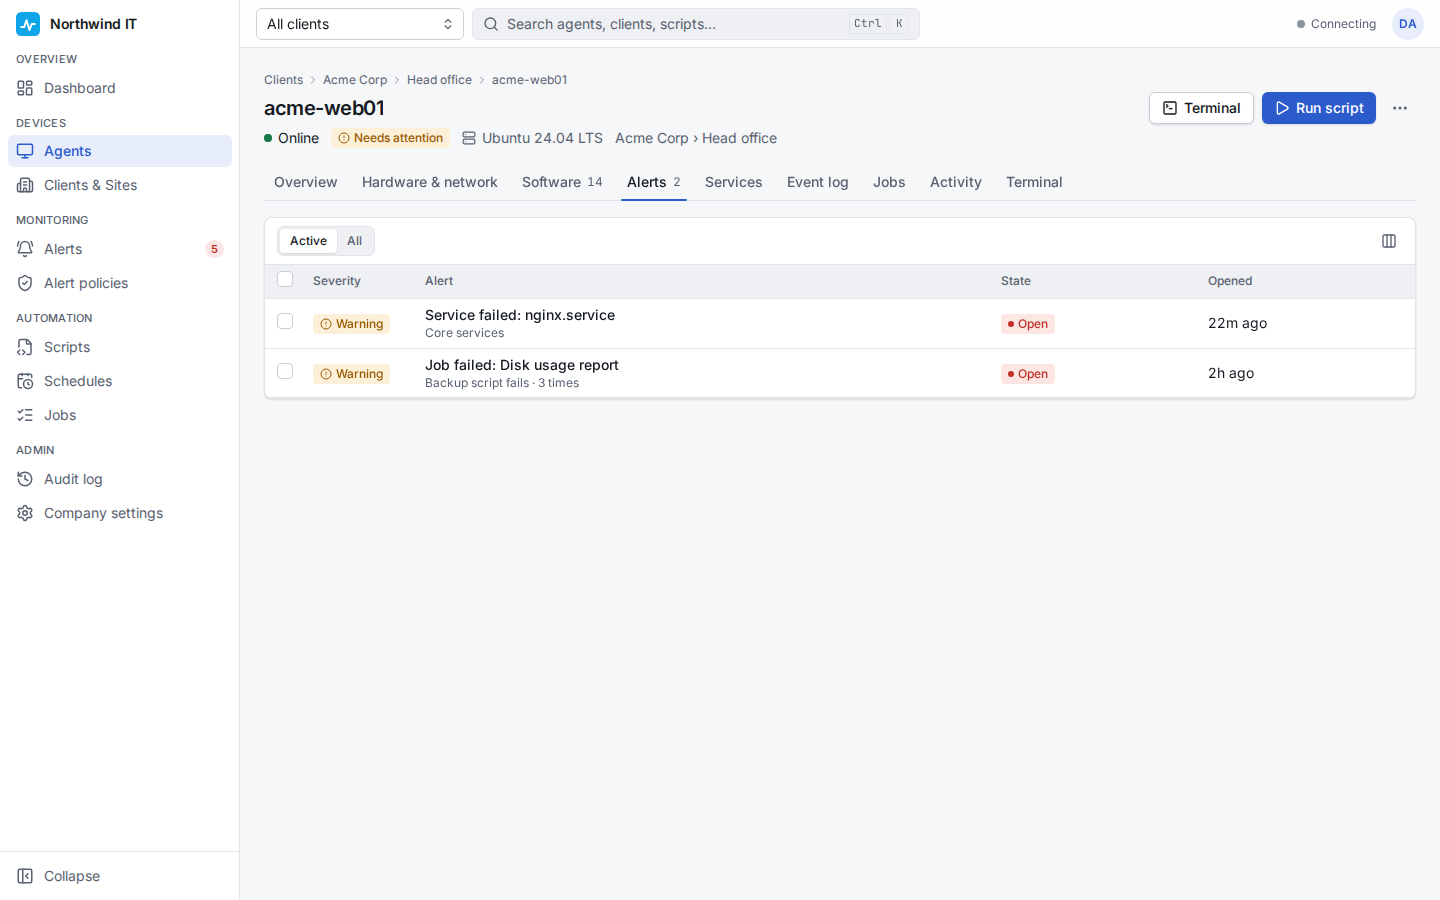 Northwind IT
OVERVIEW
Dashboard
DEVICES
Agents
Clients & Sites
MONITORING
Alerts 5
Alert policies
AUTOMATION
Scripts
Schedules
Jobs
ADMIN
Audit log
Company settings
Collapse
All clients
Search agents, clients, scripts... Ctrl K
Connecting DA
Clients > Acme Corp > Head office > acme-web01
acme-web01
Terminal Run script ...
Online Needs attention Ubuntu 24.04 LTS Acme Corp › Head office
Overview Hardware & network Software 14 Alerts 2 Services Event log Jobs Activity Terminal
Active All
Severity Alert State Opened
Warning Service failed: nginx.service Open 22m ago
Core services
Warning Job failed: Disk usage report Open 2h ago
Backup script fails · 3 times